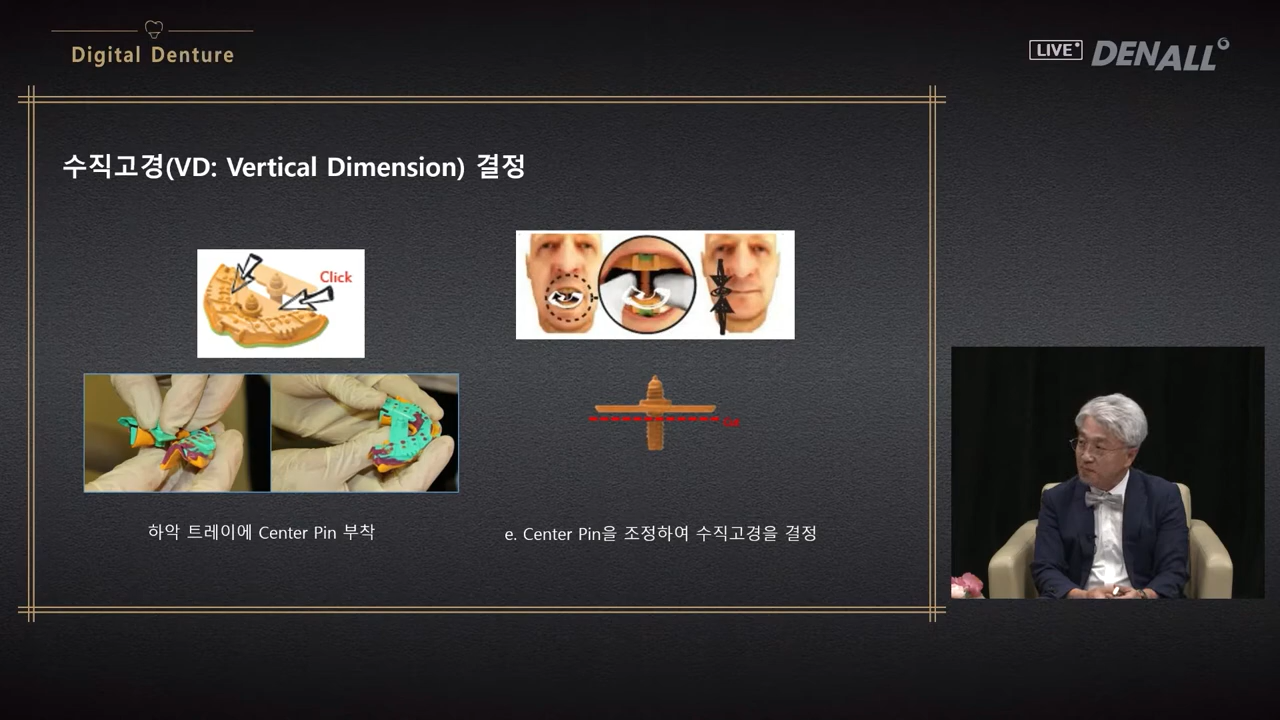 Digital Denture
LIVE
DENALL
수직고경(VD: Vertical Dimension) 결정
Click
하악 트레이에 Center Pin 부착
e. Center Pin을 조정하여 수직고경을 결정